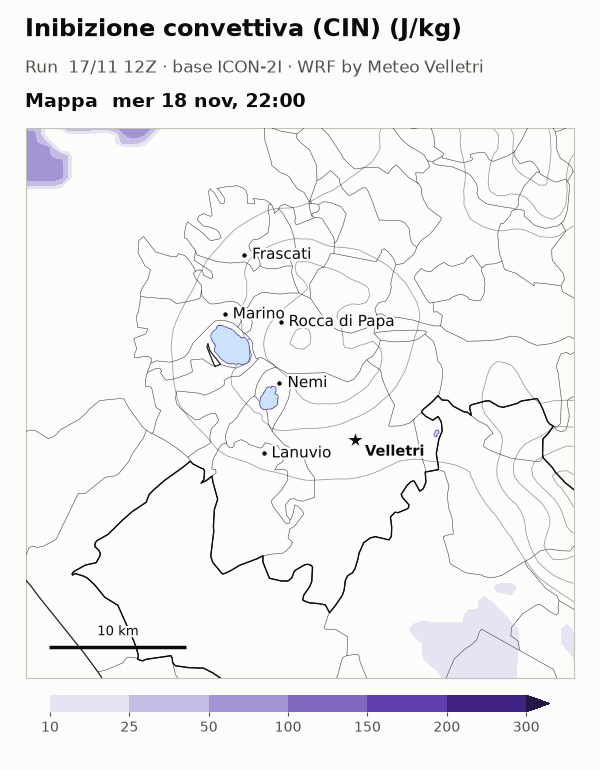 Inibizione convettiva (CIN) (J/kg)
Run  17/11 12Z · base ICON-2I · WRF by Meteo Velletri
Mappa  mer 18 nov, 22:00
Frascati
Marino
Rocca di Papa
Nemi
Velletri
Lanuvio
10 km
10 25 50 100 150 200 300